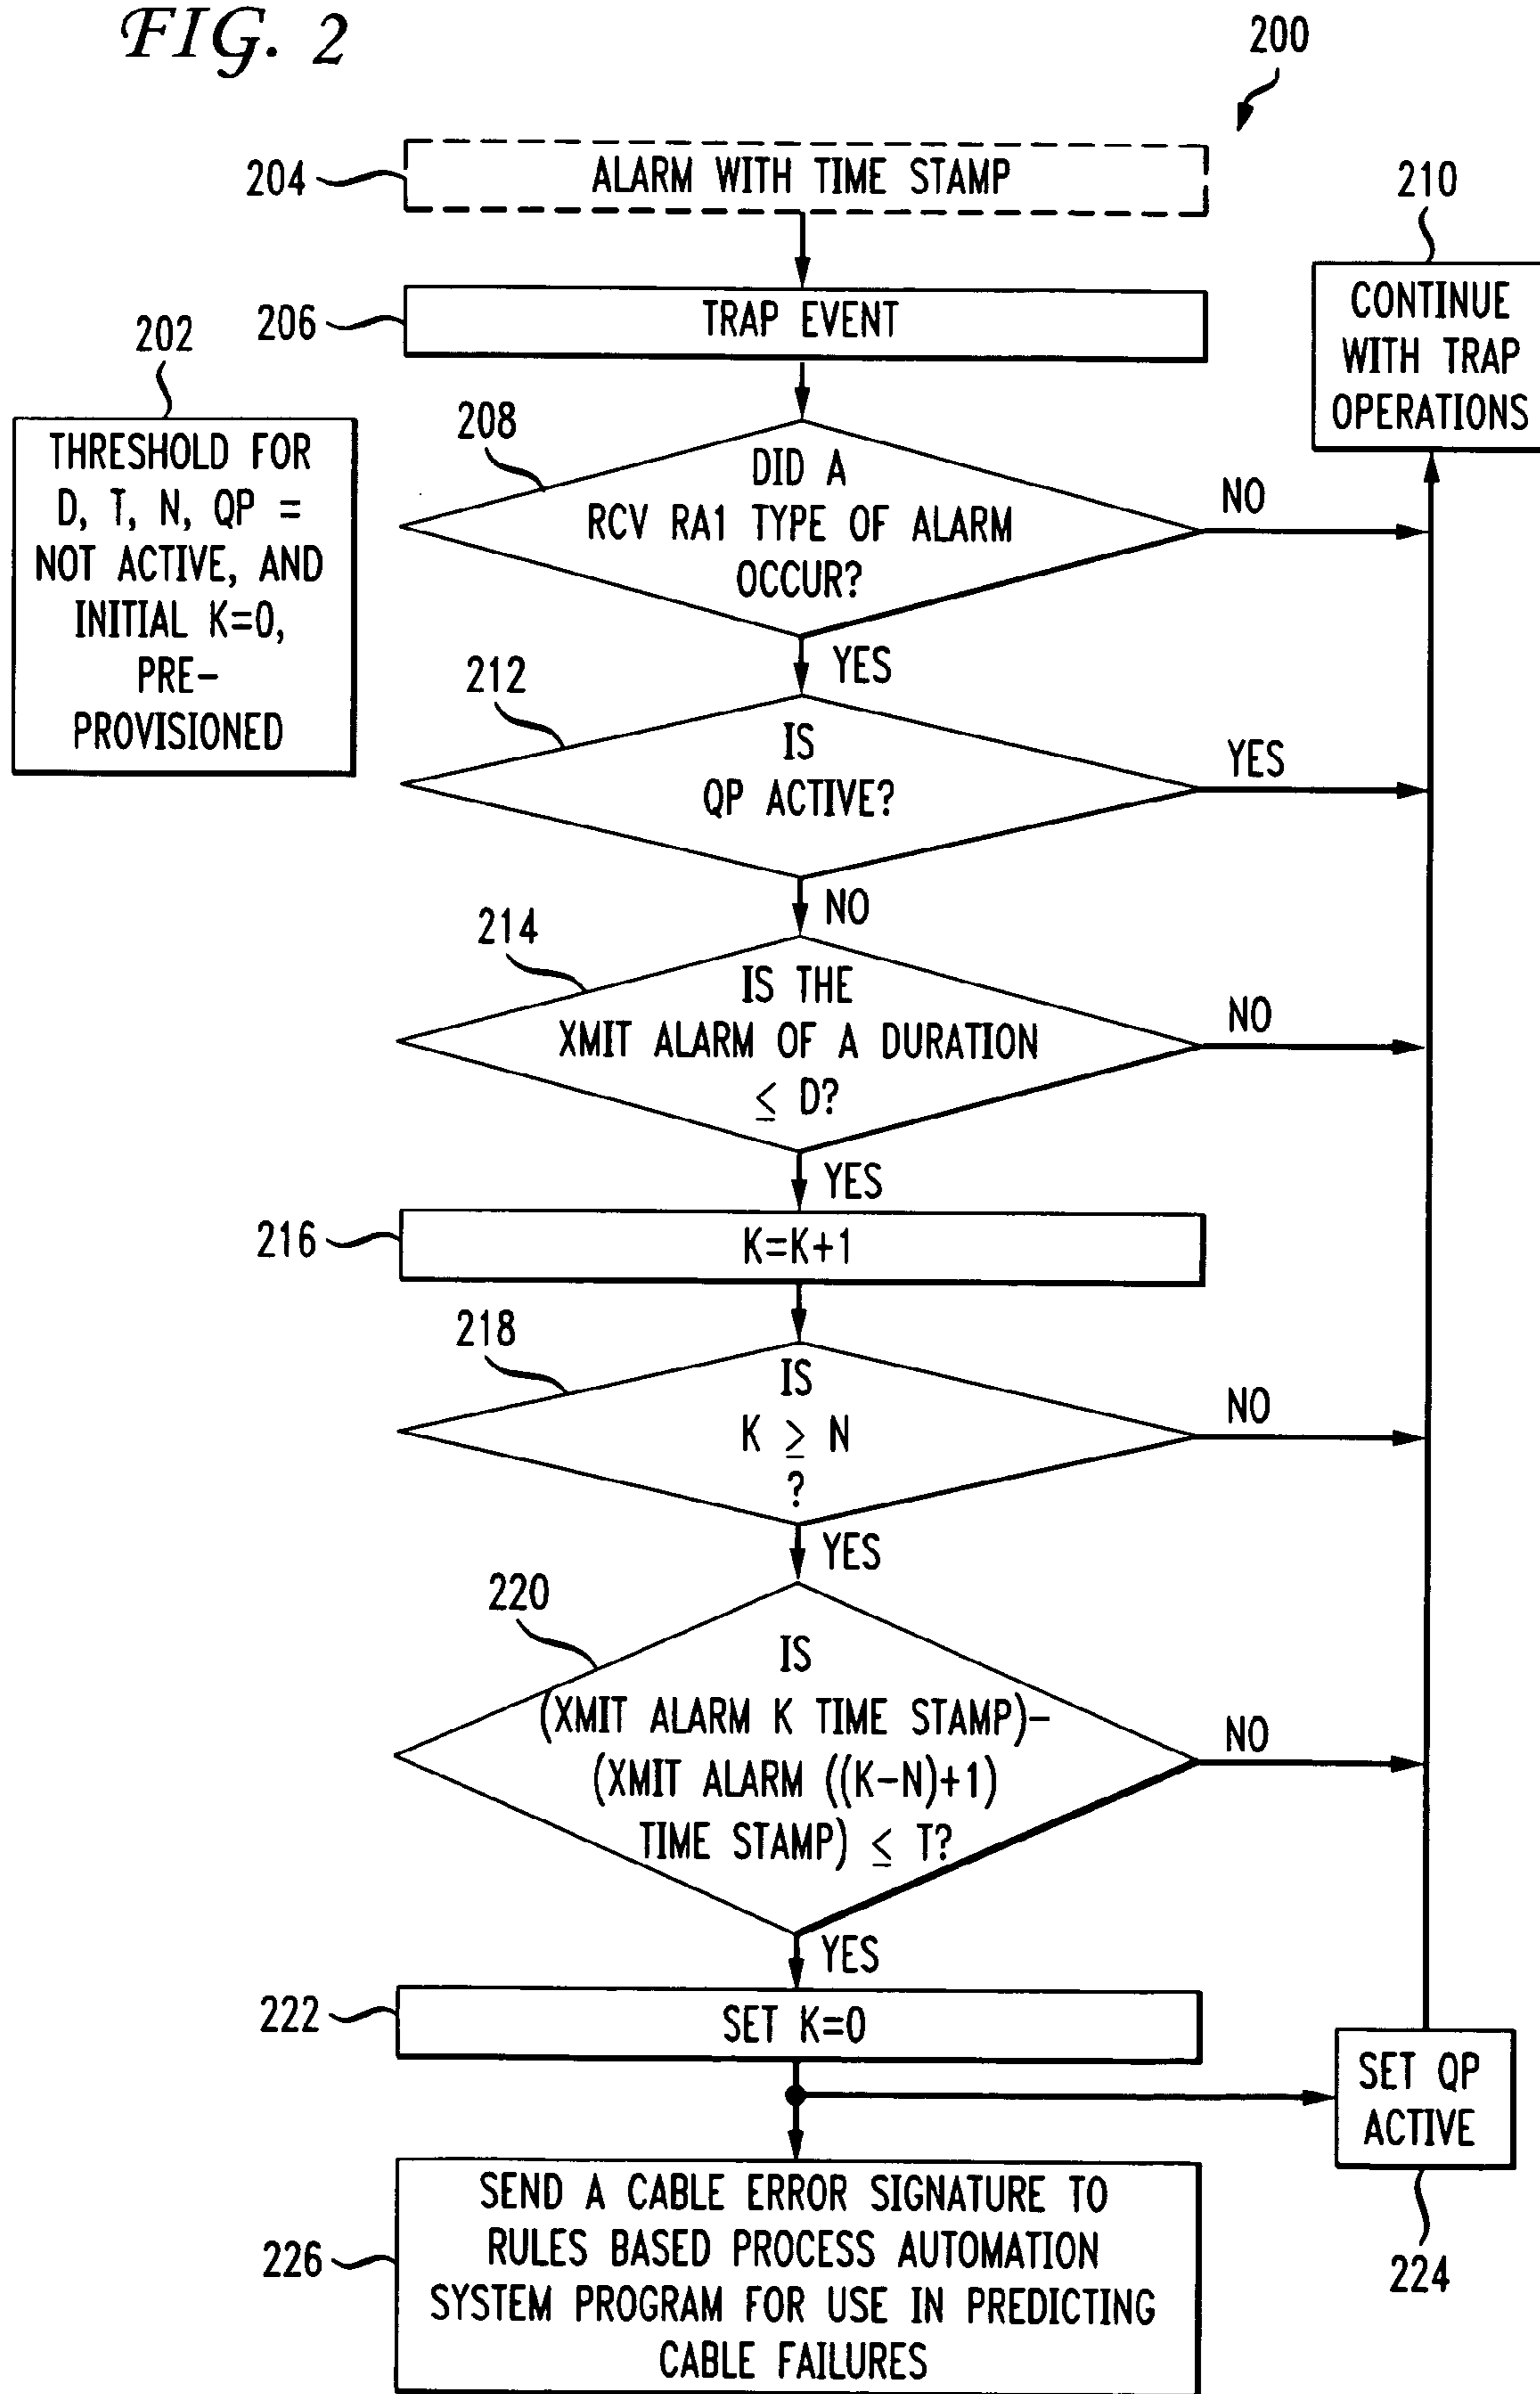 FIG. 2
200
204
ALARM WITH TIME STAMP
210
CONTINUE
WITH TRAP
OPERATIONS
206
TRAP EVENT
202
THRESHOLD FOR
D, T, N, QP =
NOT ACTIVE, AND
INITIAL K=0,
PRE-
PROVISIONED
208
DID A
RCV RA1 TYPE OF ALARM
OCCUR?
NO
YES
212
IS
QP ACTIVE?
YES
NO
214
IS THE
XMIT ALARM OF A DURATION
≤ D?
NO
YES
216
K=K+1
218
IS
K ≥ N
?
NO
YES
220
IS
(XMIT ALARM K TIME STAMP)-
(XMIT ALARM ((K-N)+1)
TIME STAMP) ≤ T?
NO
YES
222
SET K=0
SET QP
ACTIVE
224
226
SEND A CABLE ERROR SIGNATURE TO
RULES BASED PROCESS AUTOMATION
SYSTEM PROGRAM FOR USE IN PREDICTING
CABLE FAILURES